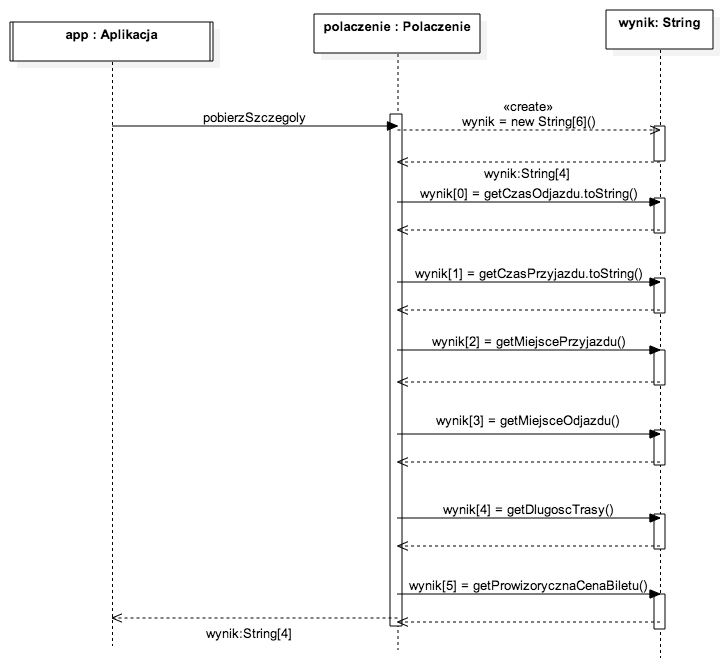 app : Aplikacja
polaczenie : Polaczenie
wynik: String
pobierzSzczegoly
«create»
wynik = new String[6]()
wynik:String[4]
wynik[0] = getCzasOdjazdu.toString()
wynik[1] = getCzasPrzyjazdu.toString()
wynik[2] = getMiejscePrzyjazdu()
wynik[3] = getMiejsceOdjazdu()
wynik[4] = getDlugoscTrasy()
wynik[5] = getProwizorycznaCenaBiletu()
wynik:String[4]